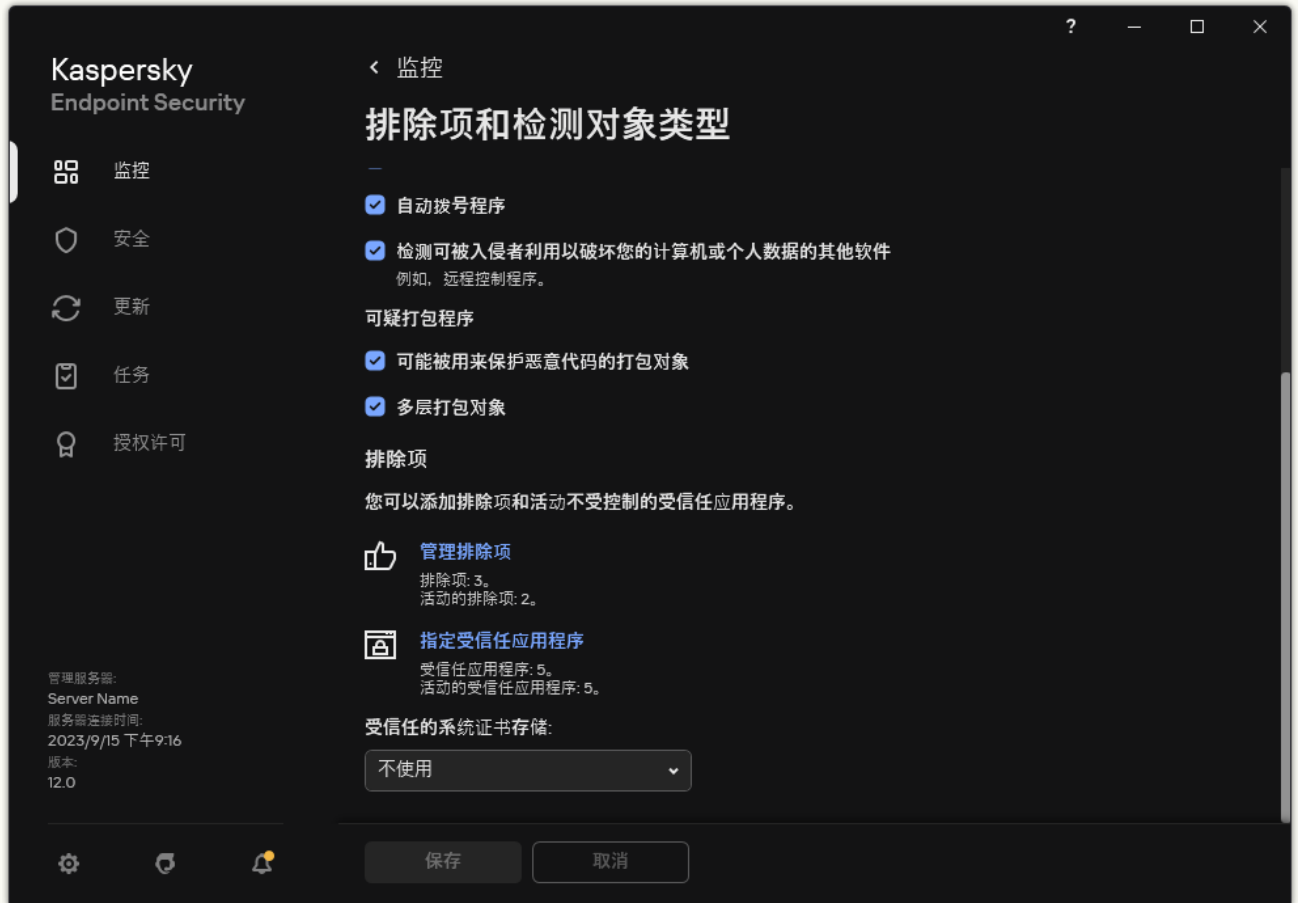 ?
Kaspersky
Endpoint Security
监控
安全
更新
任务
授权许可
管理服务器:
Server Name
服务器连接时间:
2023/9/15 下午9:16
版本:
12.0
监控
排除项和检测对象类型
自动拨号程序
检测可被入侵者利用以破坏您的计算机或个人数据的其他软件
例如，远程控制程序。
可疑打包程序
可能被用来保护恶意代码的打包对象
多层打包对象
排除项
您可以添加排除项和活动不受控制的受信任应用程序。
管理排除项
排除项: 3。
活动的排除项: 2。
指定受信任应用程序
受信任应用程序: 5。
活动的受信任应用程序: 5。
受信任的系统证书存储:
不使用
保存
取消